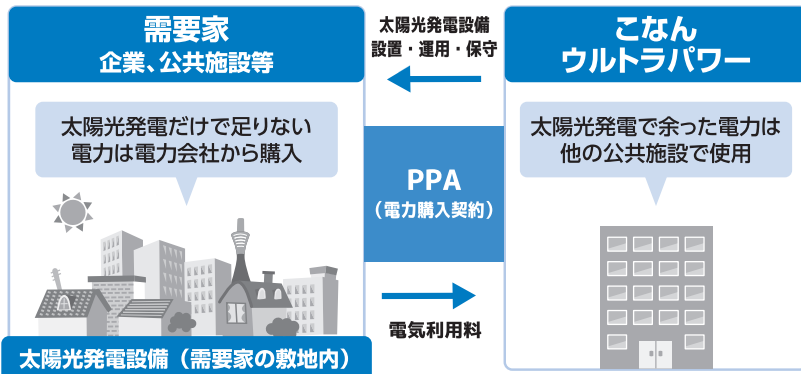 需要家
企業、公共施設等
太陽光発電だけで足りない
電力は電力会社から購入
太陽光発電設備（需要家の敷地内）
太陽光発電設備
設置・運用・保守
PPA
（電力購入契約）
電気利用料
こなん
ウルトラパワー
太陽光発電で余った電力は
他の公共施設で使用